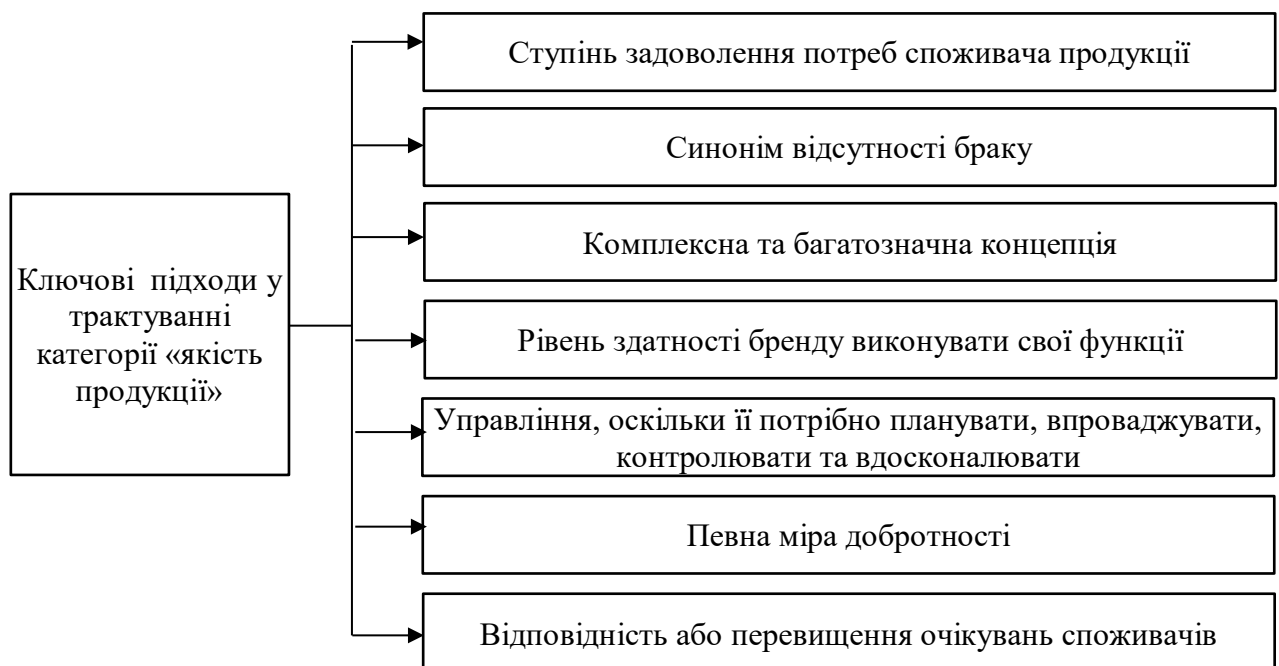 Ступінь задоволення потреб споживача продукції
Синонім відсутності браку
Комплексна та багатозначна концепція
Ключові підходи у
трактуванні
категорії «якість
продукції»
Рівень здатності бренду виконувати свої функції
Управління, оскільки її потрібно планувати, впроваджувати,
контролювати та вдосконалювати
Певна міра добротності
Відповідність або перевищення очікувань споживачів